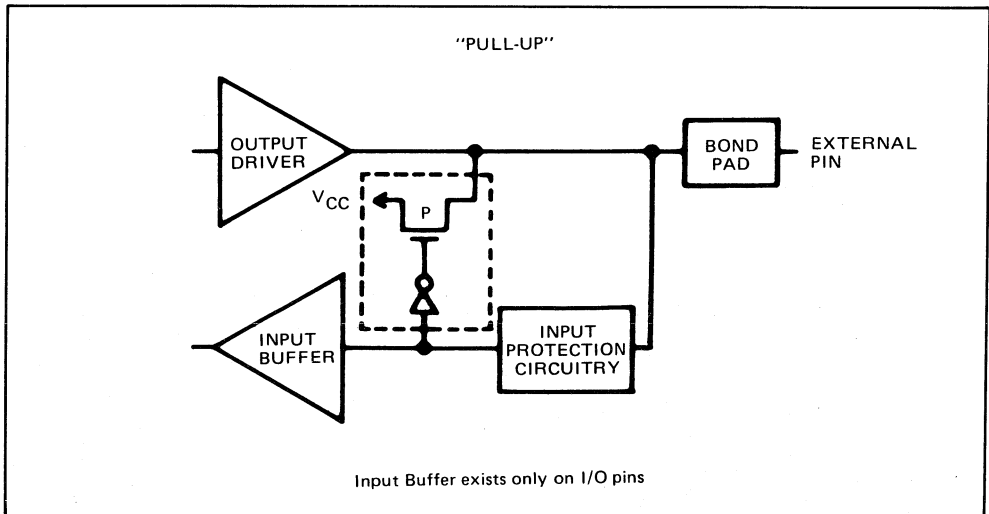 "PULL-UP"
OUTPUT
DRIVER
BOND
PAD
EXTERNAL
PIN
VCC
P
INPUT
BUFFER
INPUT
PROTECTION
CIRCUITRY
Input Buffer exists only on I/O pins